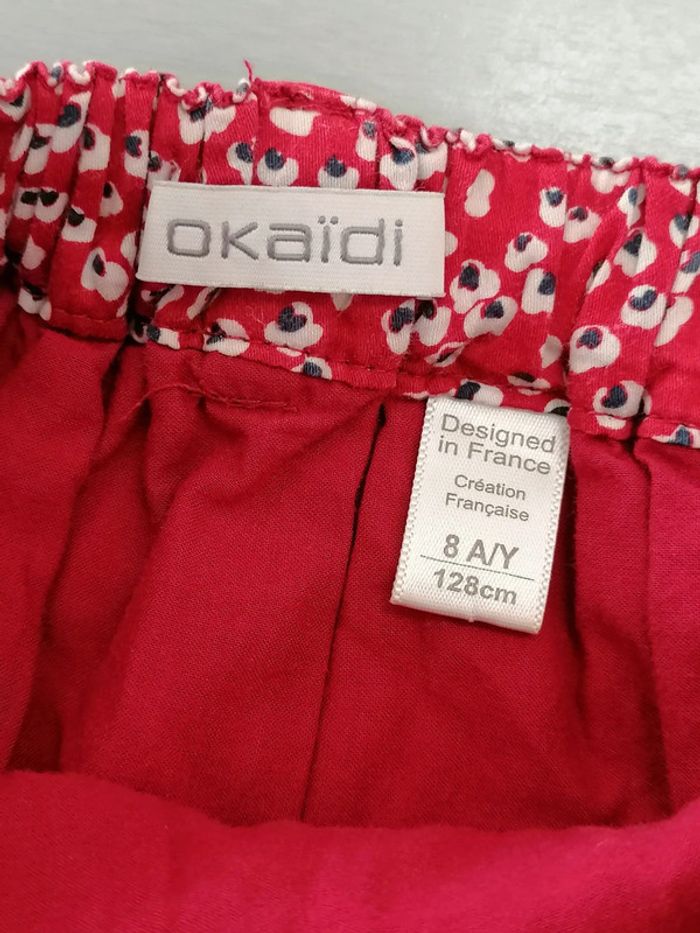 okaïdi
Designed
in France
Création
Française
8 A/Y
128cm